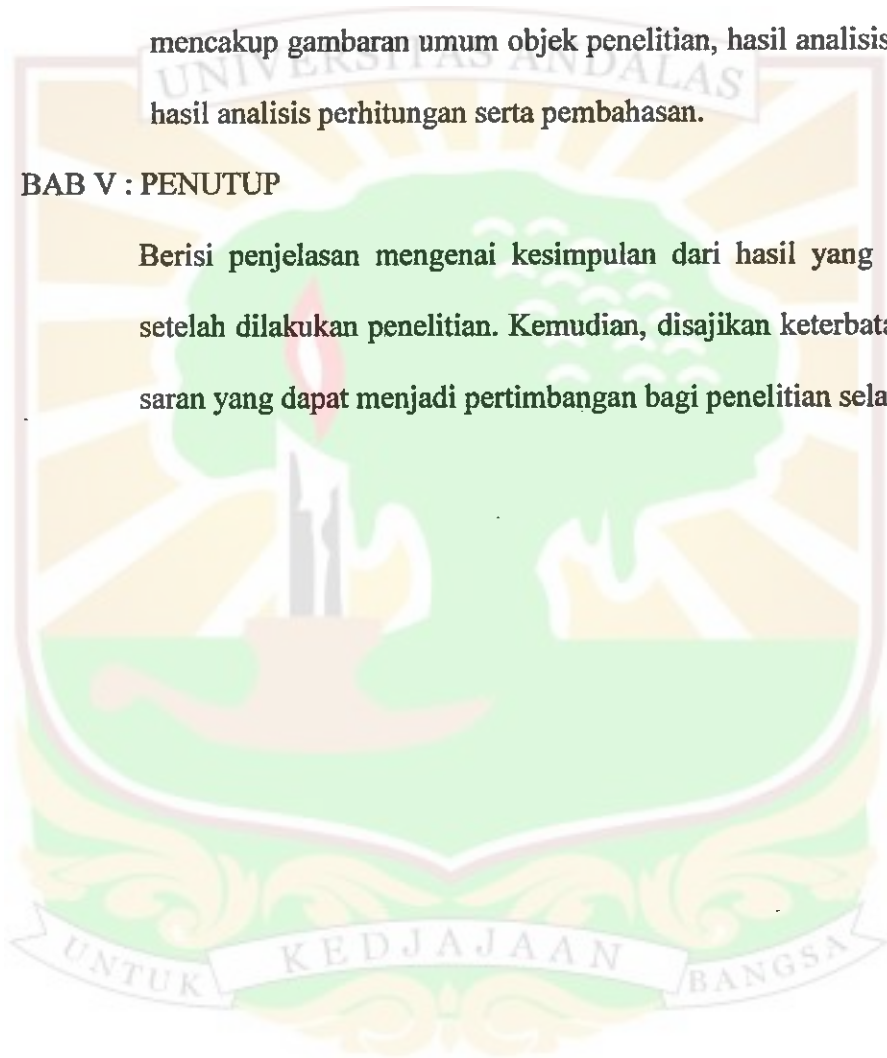 mencakup gambaran umum objek penelitian, hasil analisis
UNIVERSITAS ANDALAS
hasil analisis perhitungan serta pembahasan.
BAB V : PENUTUP
Berisi penjelasan mengenai kesimpulan dari hasil yang
setelah dilakukan penelitian. Kemudian, disajikan
saran yang dapat menjadi pertimbangan bagi penelitian
UNTUK KEDJAJAAN BANGSA